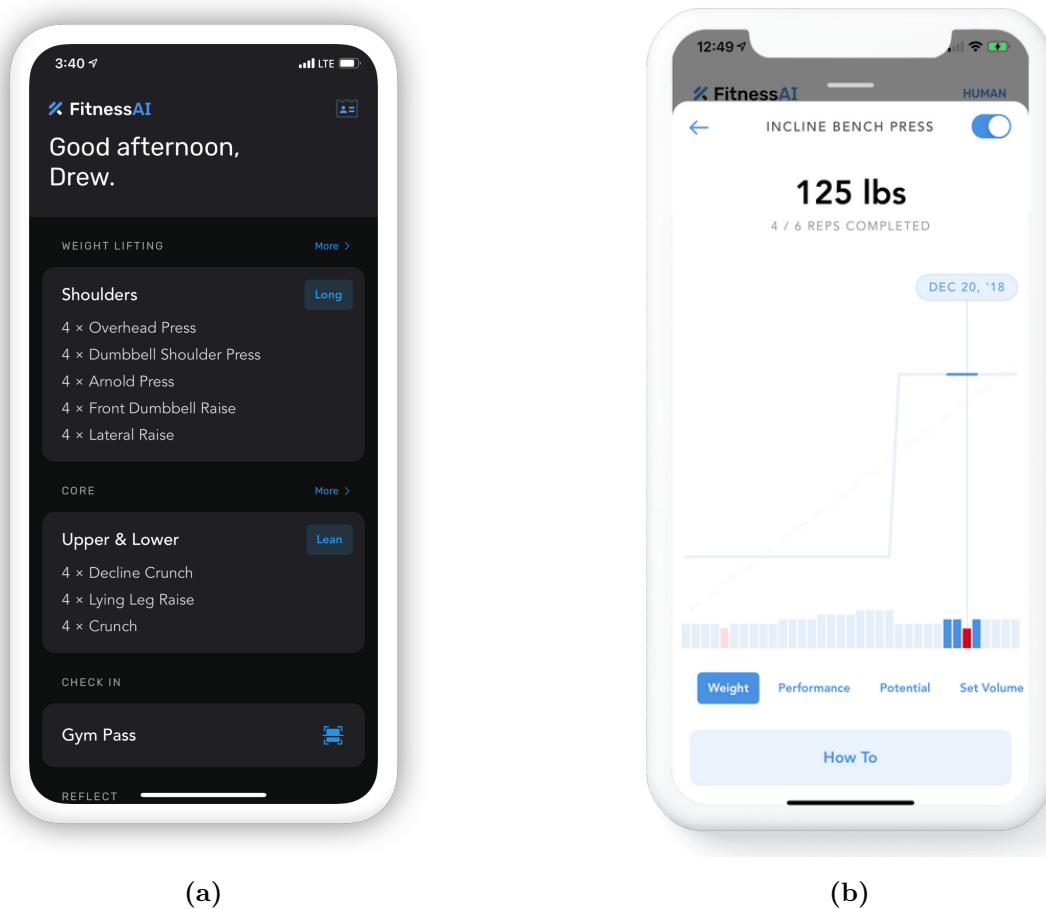 3:40
LTE
FitnessAI
Good afternoon,
Drew.
WEIGHT LIFTING
More >
Shoulders
Long
4 × Overhead Press
4 × Dumbbell Shoulder Press
4 × Arnold Press
4 × Front Dumbbell Raise
4 × Lateral Raise
CORE
More >
Upper & Lower
Lean
4 × Decline Crunch
4 × Lying Leg Raise
4 × Crunch
CHECK IN
Gym Pass
REFLECT
(a)
12:49
FitnessAI
HUMAN
INCLINE BENCH PRESS
125 lbs
4 / 6 REPS COMPLETED
DEC 20, '18
Weight Performance Potential Set Volume
How To
(b)